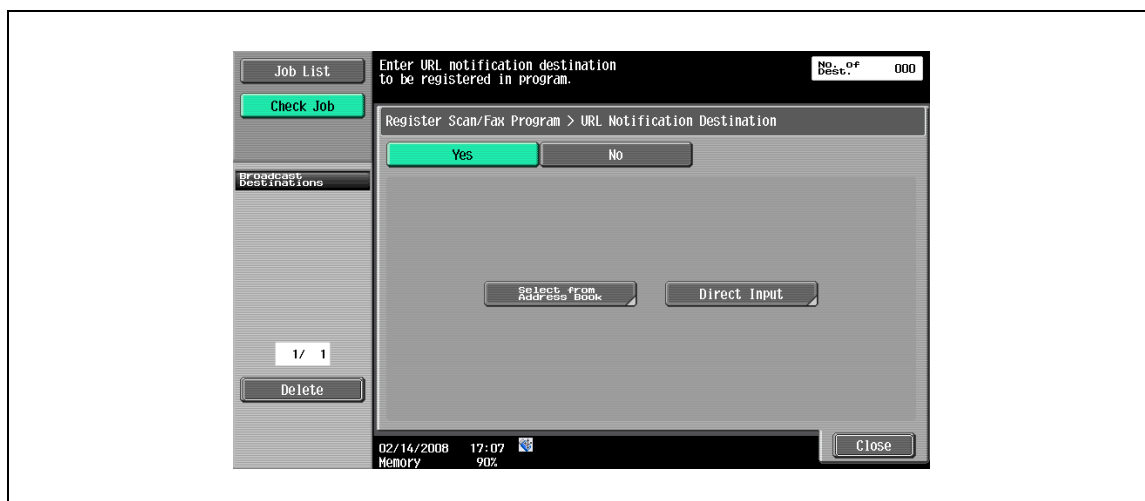 Job List
Check Job
Enter URL notification destination
to be registered in program.
No. of
Dest.
000
Register Scan/Fax Program > URL Notification Destination
Yes
No
Broadcast
Destinations
Select from
Address Book
Direct Input
1/ 1
Delete
02/14/2008 17:07
Memory 90%
Close